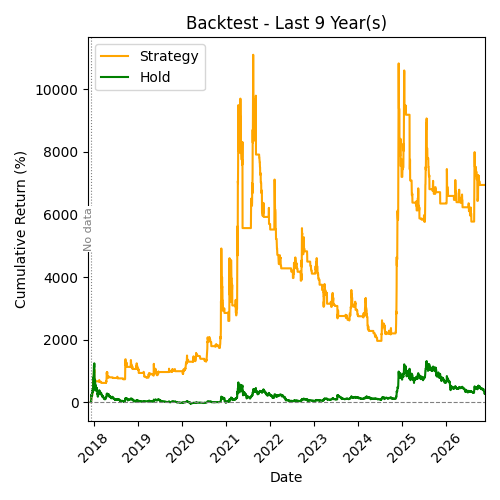 Backtest - Last 9 Year(s)
Strategy
Hold
Cumulative Return (%)
10000
8000
6000
4000
2000
0
No data
2018
2019
2020
2021
2022
2023
2024
2025
2026
Date